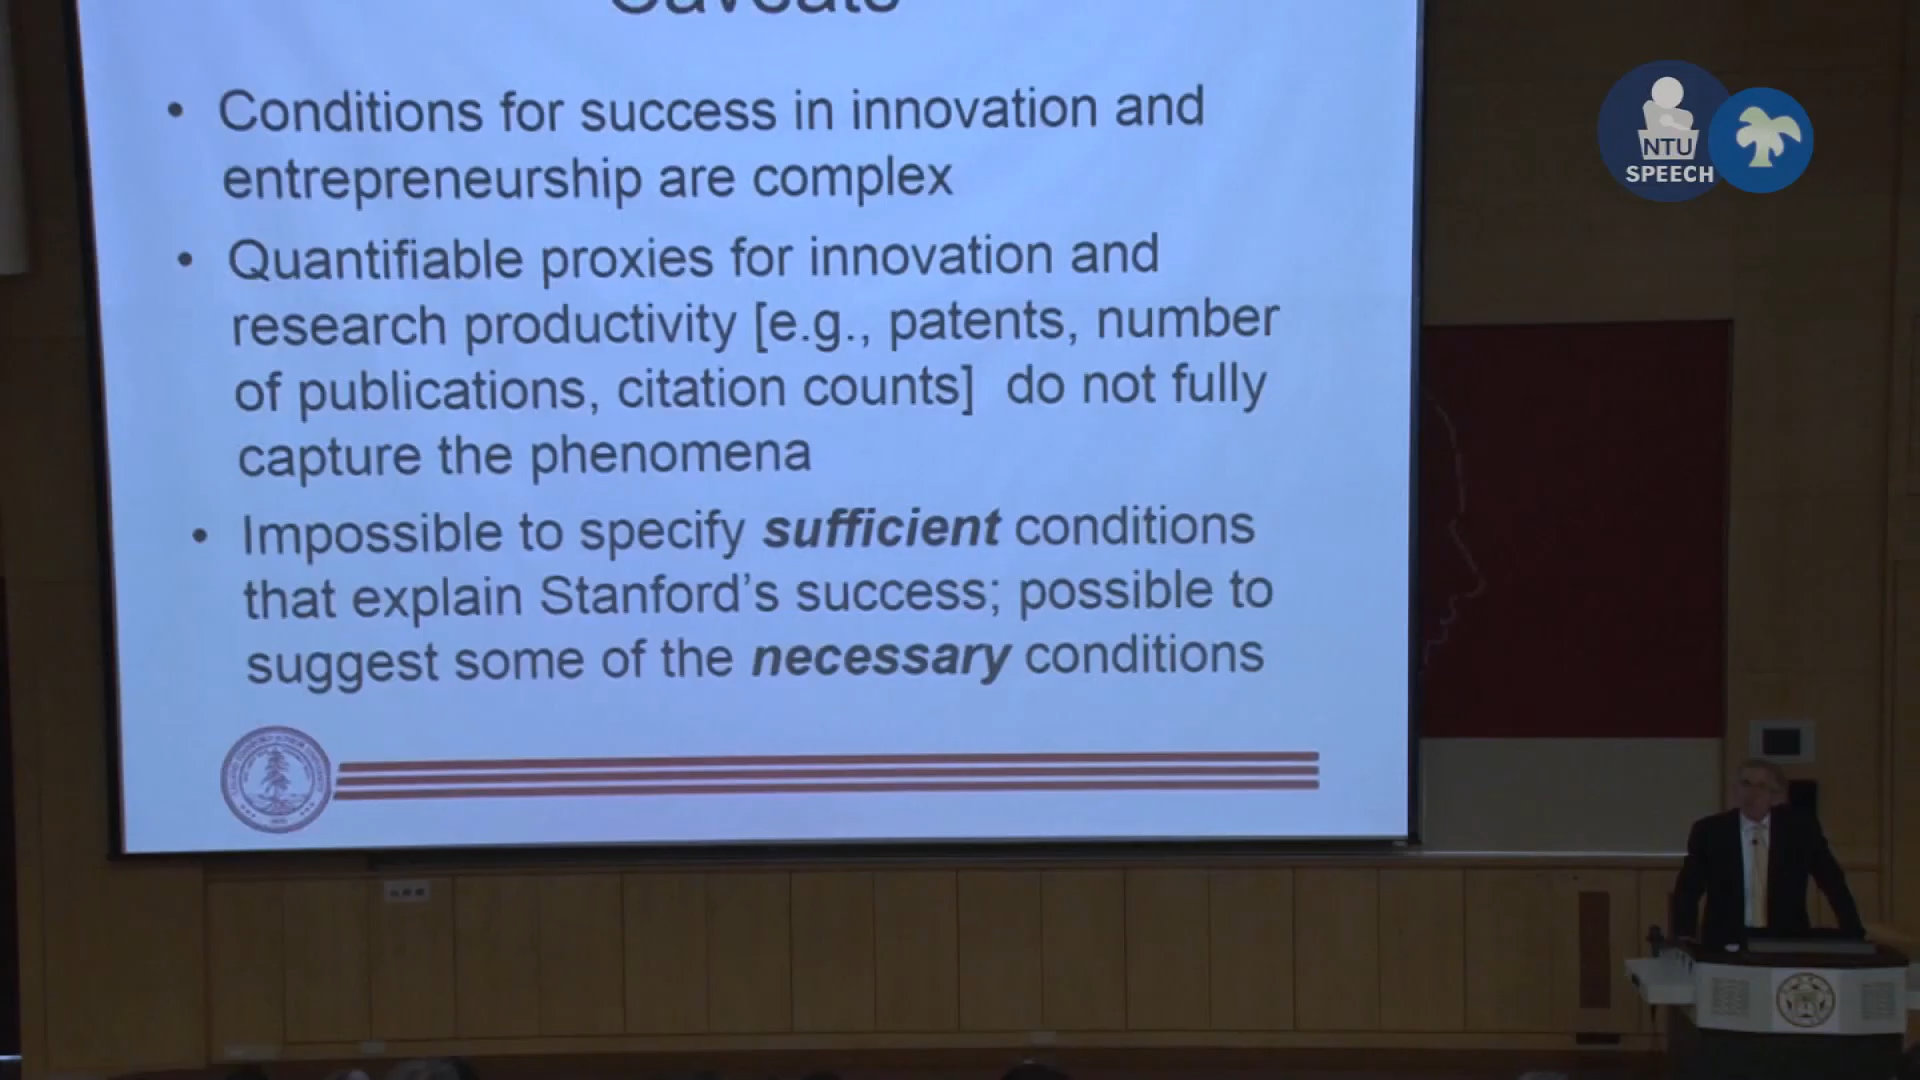 Caveats
• Conditions for success in innovation and
entrepreneurship are complex
• Quantifiable proxies for innovation and
research productivity [e.g., patents, number
of publications, citation counts] do not fully
capture the phenomena
• Impossible to specify sufficient conditions
that explain Stanford's success; possible to
suggest some of the necessary conditions
NTU
SPEECH